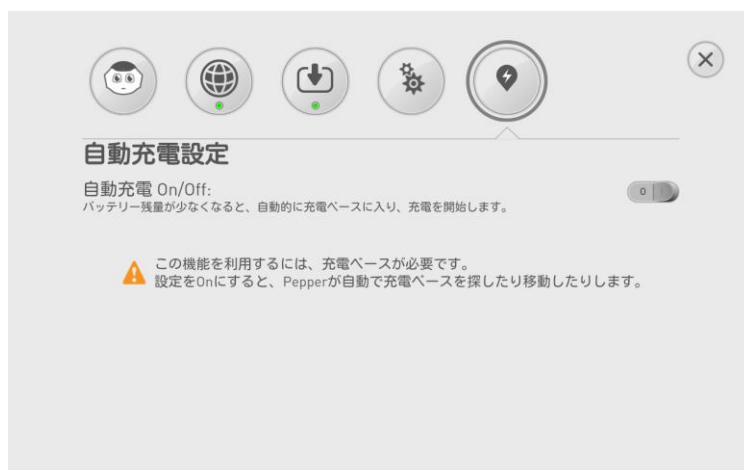 自動充電設定
自動充電 On/Off:
バッテリー残量が少なくなると、自動的に充電ベースに入り、充電を開始します。
この機能を利用するには、充電ベースが必要です。
設定をOnにすると、Pepperが自動で充電ベースを探したり移動したりします。